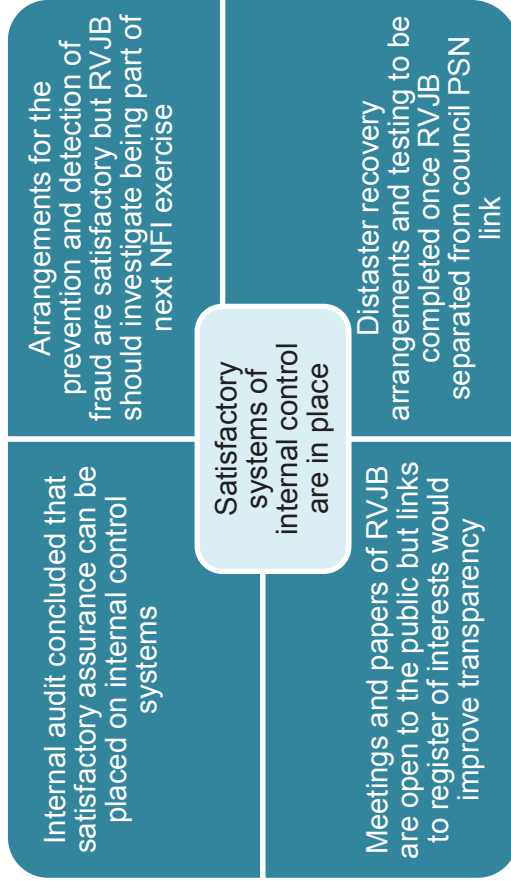 Internal audit concluded that
satisfactory assurance can be
placed on internal control
systems
Arrangements for the
prevention and detection of
fraud are satisfactory but RVJB
should investigate being part of
next NFI exercise
Satisfactory
systems of
internal control
are in place
Meetings and papers of RVJB
are open to the public but links
to register of interests would
improve transparency
Distaster recovery
arrangements and testing to be
completed once RVJB
separated from council PSN
link